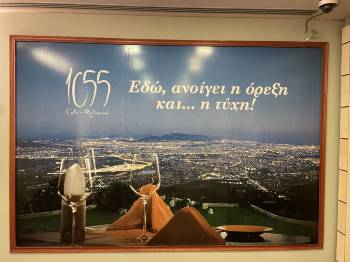 1055
Cafe - Restaurant
Εδώ, ανοίγει η όρεξη
και... η τύχη!